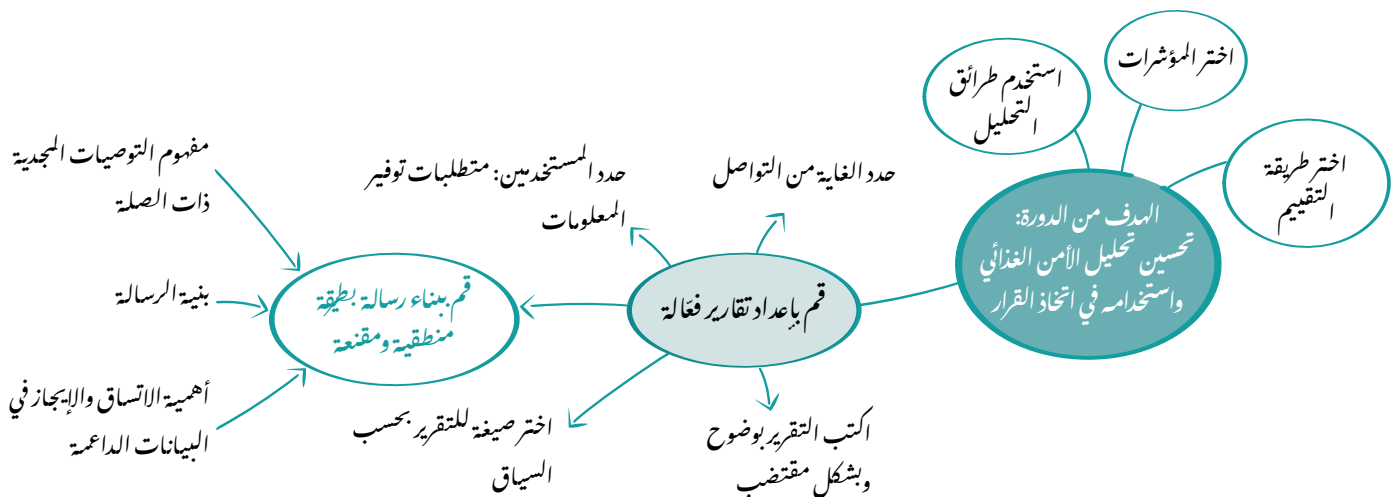 اختر المؤشرات
استخدم طرائق
التحليل
اختر طريقة
التقييم
الهدف من الدورة:
تحسين تحليل الأمن الغذائي
واستخدامه في اتخاذ القرار
حدد الغاية من التواصل
حدد المستخدمين: متطلبات توفير
المعلومات
قم بإعداد تقارير فعّالة
اكتب التقرير بوضوح
وبشكل مقتضب
اختر صيغة للتقرير بحسب
السياق
قم ببناء رسالة بطيقة
منطقية ومقنعة
مفهوم التوصيات المجدية
ذات الصلة
بنية الرسالة
أهمية الاتساق والإيجاز في
البيانات الداعمة